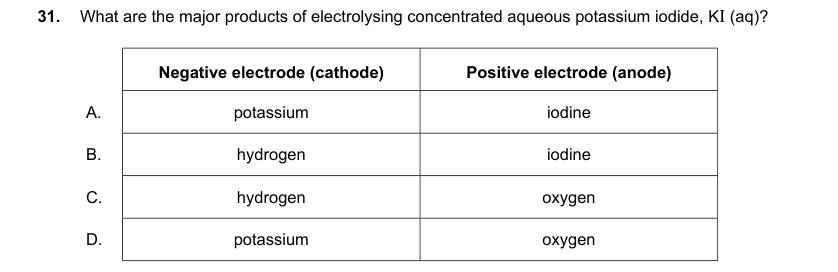 31. What are the major products of electrolysing concentrated aqueous potassium iodide, KI (aq)?
Negative electrode (cathode) Positive electrode (anode)
A. potassium iodine
B. hydrogen iodine
C. hydrogen oxygen
D. potassium oxygen